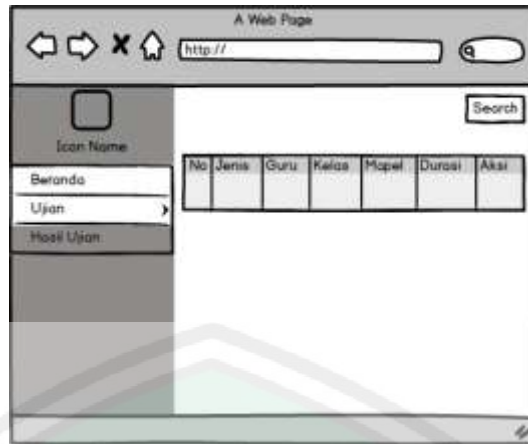 A Web Page
http://
Search
Icon Name
No Jenis Guru Kelas Mapel Durasi Aksi
Beranda
Ujian
Hasil Ujian